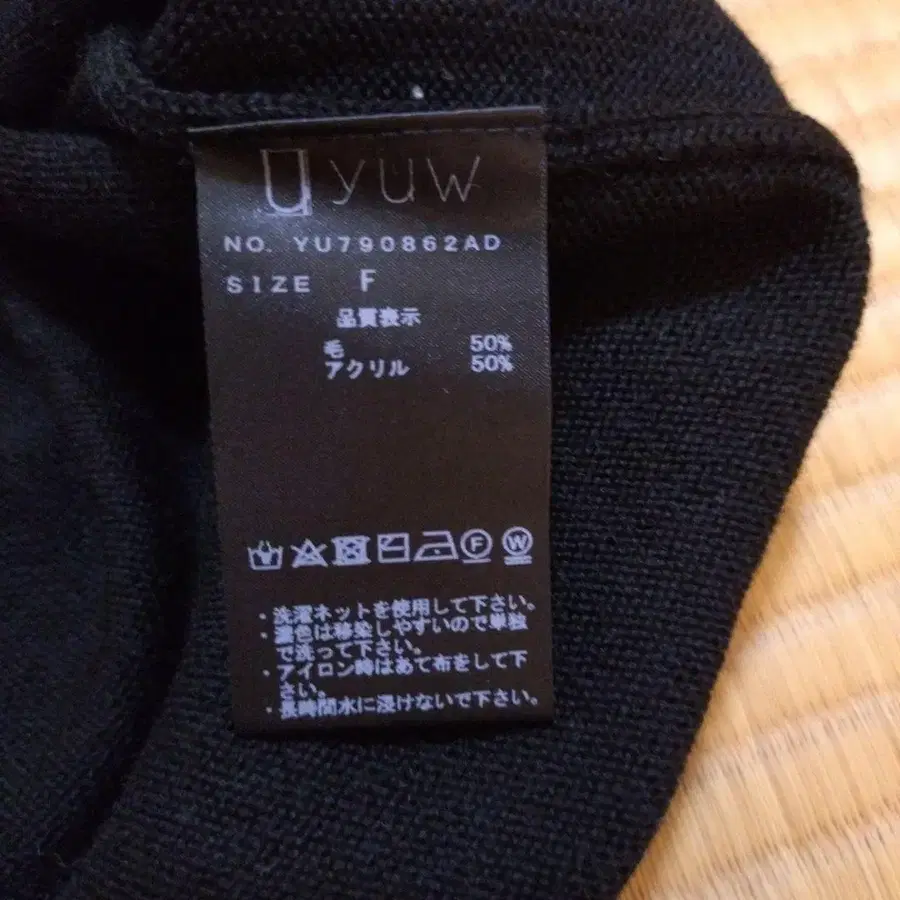 U yuw
NO. YU790862AD
SIZE F
品質表示
毛 50%
アクリル 50%
F W
・洗濯ネットを使用して下さい。
・濃色は移染しやすいので単独
で洗って下さい。
・アイロン時はあて布をして下
さい。
・長時間水に浸けないで下さい。